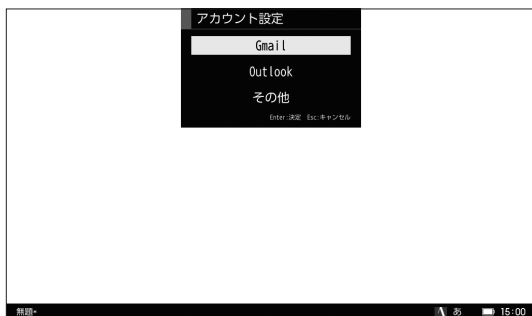 アカウント設定
Gmail
Outlook
その他
Enter:決定 Esc:キャンセル
無題* A あ 15:00